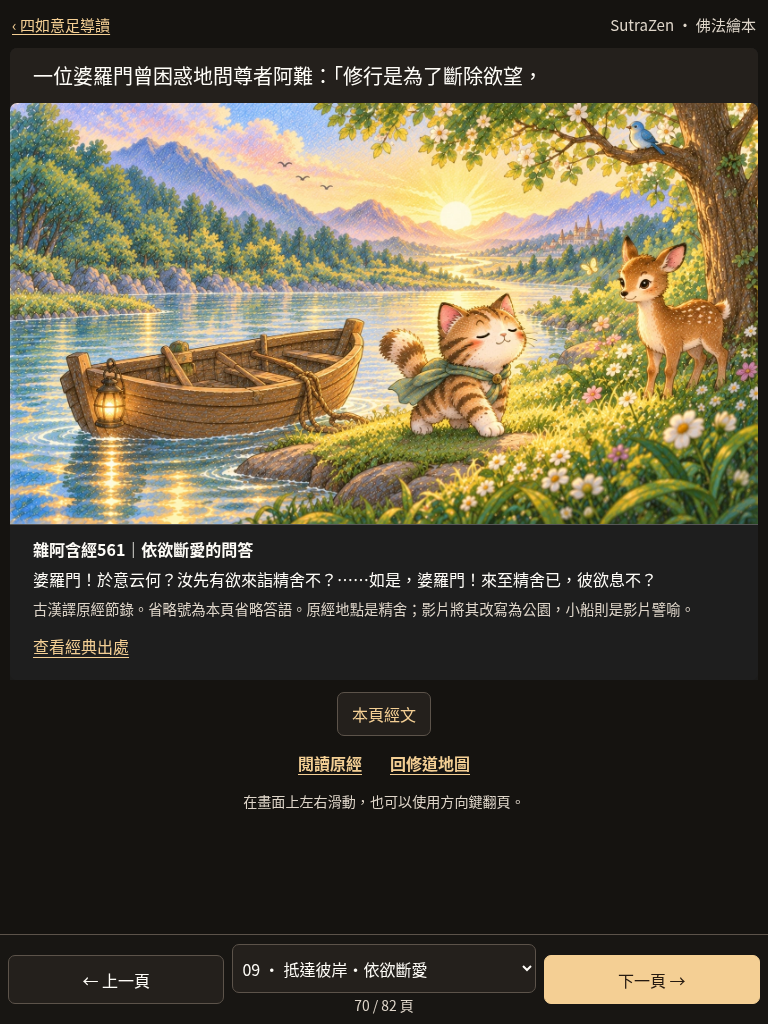 ‹ 四如意足導讀
SutraZen · 佛法繪本
一位婆羅門曾困惑地問尊者阿難：「修行是為了斷除欲望，
雜阿含經561｜依欲斷愛的問答
婆羅門！於意云何？汝先有欲來詣精舍不？……如是，婆羅門！來至精舍已，彼欲息不？
古漢譯原經節錄。省略號為本頁省略答語。原經地點是精舍；影片將其改寫為公園，小船則是影片譬喻。
查看經典出處
本頁經文
閱讀原經 回修道地圖
在畫面上左右滑動，也可以使用方向鍵翻頁。
← 上一頁
09 · 抵達彼岸・依欲斷愛
下一頁 →
70 / 82 頁